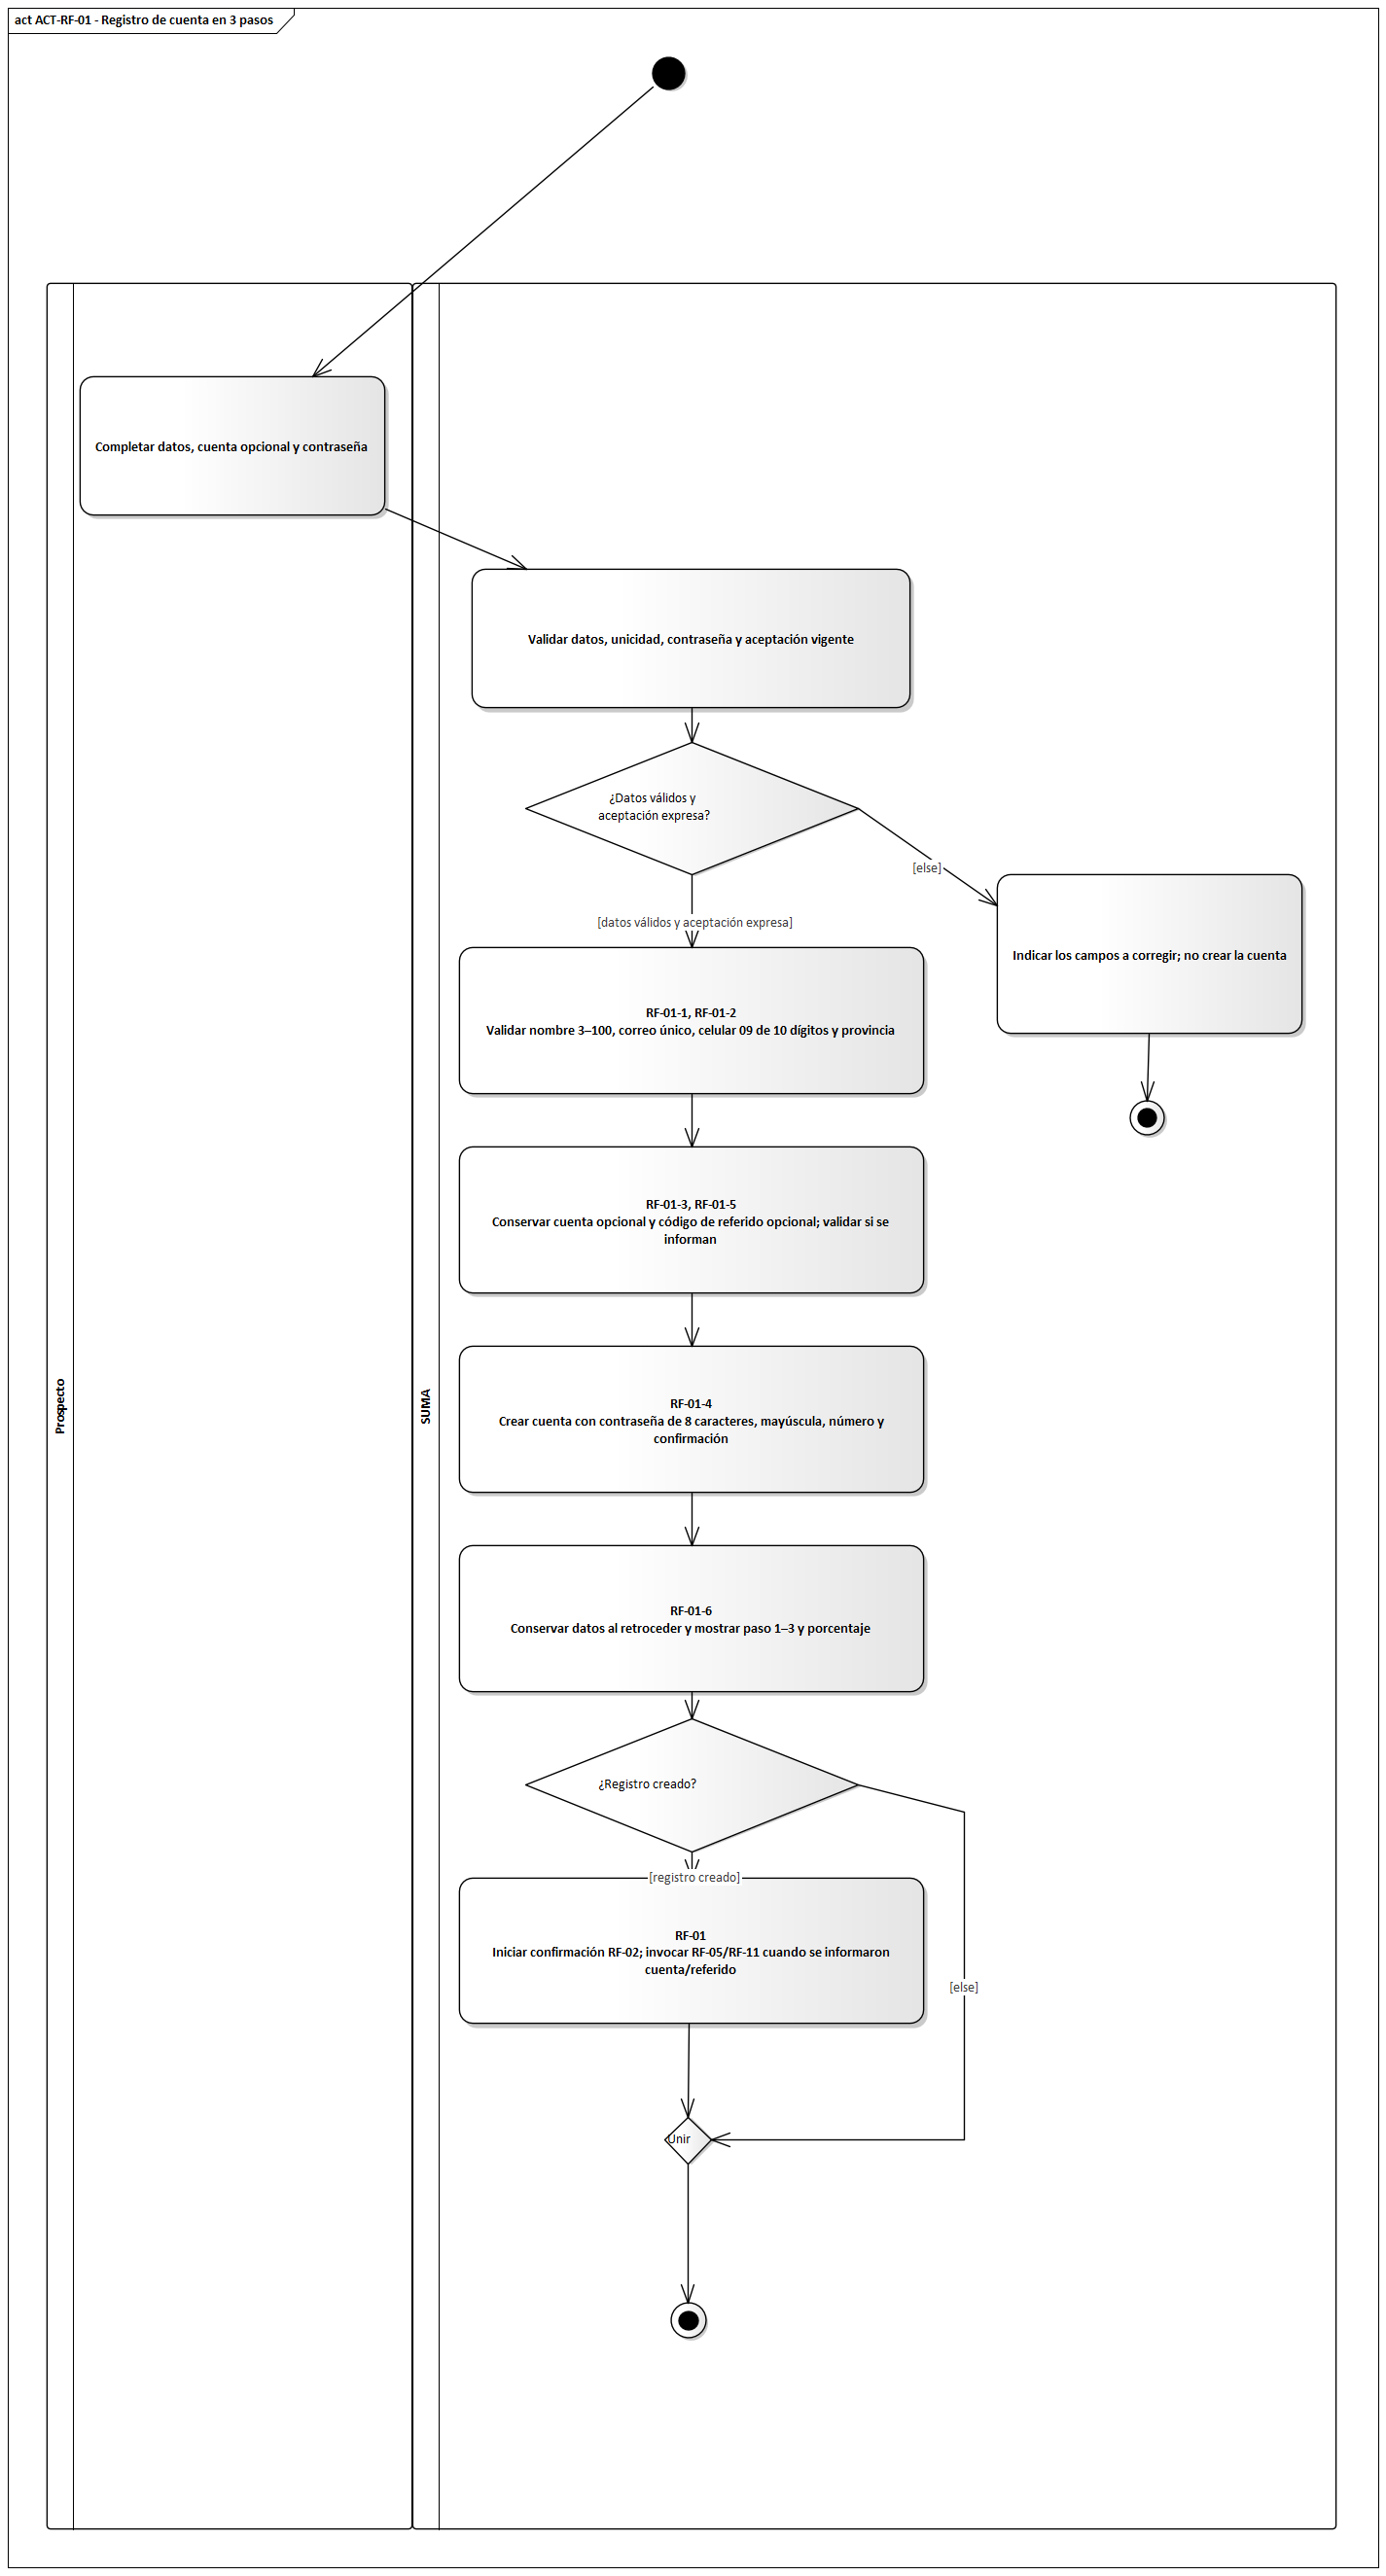 act ACT-RF-01 - Registro de cuenta en 3 pasos
Completar datos, cuenta opcional y contraseña
Validar datos, unicidad, contraseña y aceptación vigente
¿Datos válidos y
aceptación expresa?
[else]
[datos válidos y aceptación expresa]
Indicar los campos a corregir; no crear la cuenta
RF-01-1, RF-01-2
Validar nombre 3–100, correo único, celular 09 de 10 dígitos y provincia
RF-01-3, RF-01-5
Conservar cuenta opcional y código de referido opcional; validar si se
informan
Prospecto
SUMA
RF-01-4
Crear cuenta con contraseña de 8 caracteres, mayúscula, número y
confirmación
RF-01-6
Conservar datos al retroceder y mostrar paso 1–3 y porcentaje
¿Registro creado?
[registro creado]
RF-01
Iniciar confirmación RF-02; invocar RF-05/RF-11 cuando se informaron
cuenta/referido
[else]
Unir